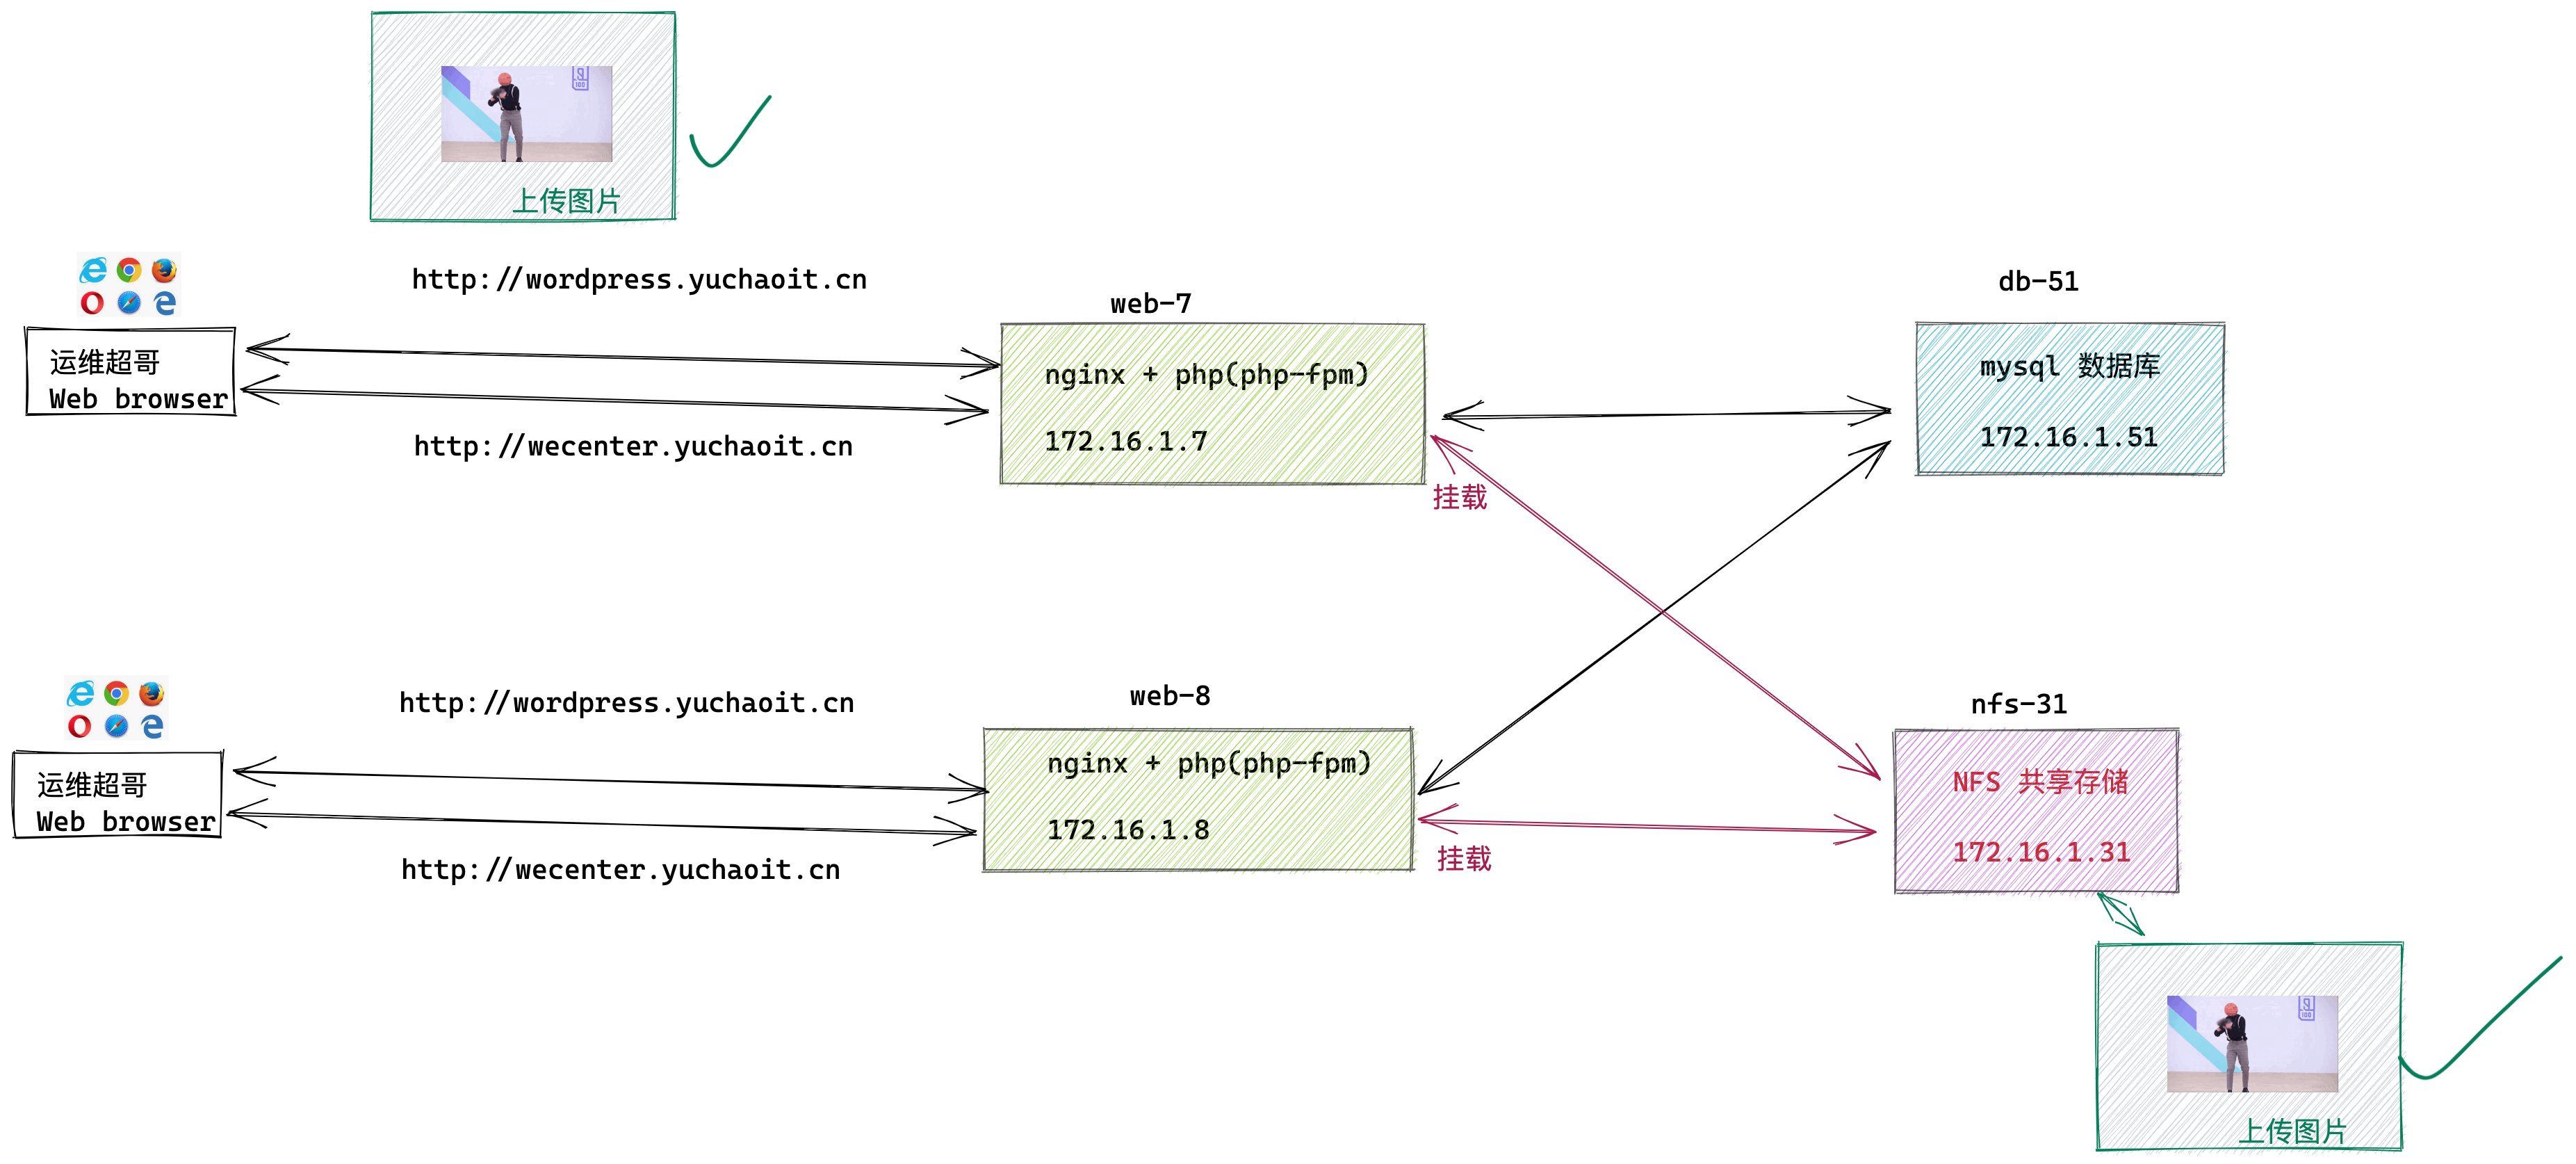 上传图片
http://wordpress.yuchaoit.cn
db-51
web-7
运维超哥
Web browser
nginx + php(php-fpm)
172.16.1.7
mysql 数据库
172.16.1.51
http://wecenter.yuchaoit.cn
挂载
http://wordpress.yuchaoit.cn
web-8
nfs-31
运维超哥
Web browser
nginx + php(php-fpm)
172.16.1.8
NFS 共享存储
172.16.1.31
http://wecenter.yuchaoit.cn
挂载
上传图片